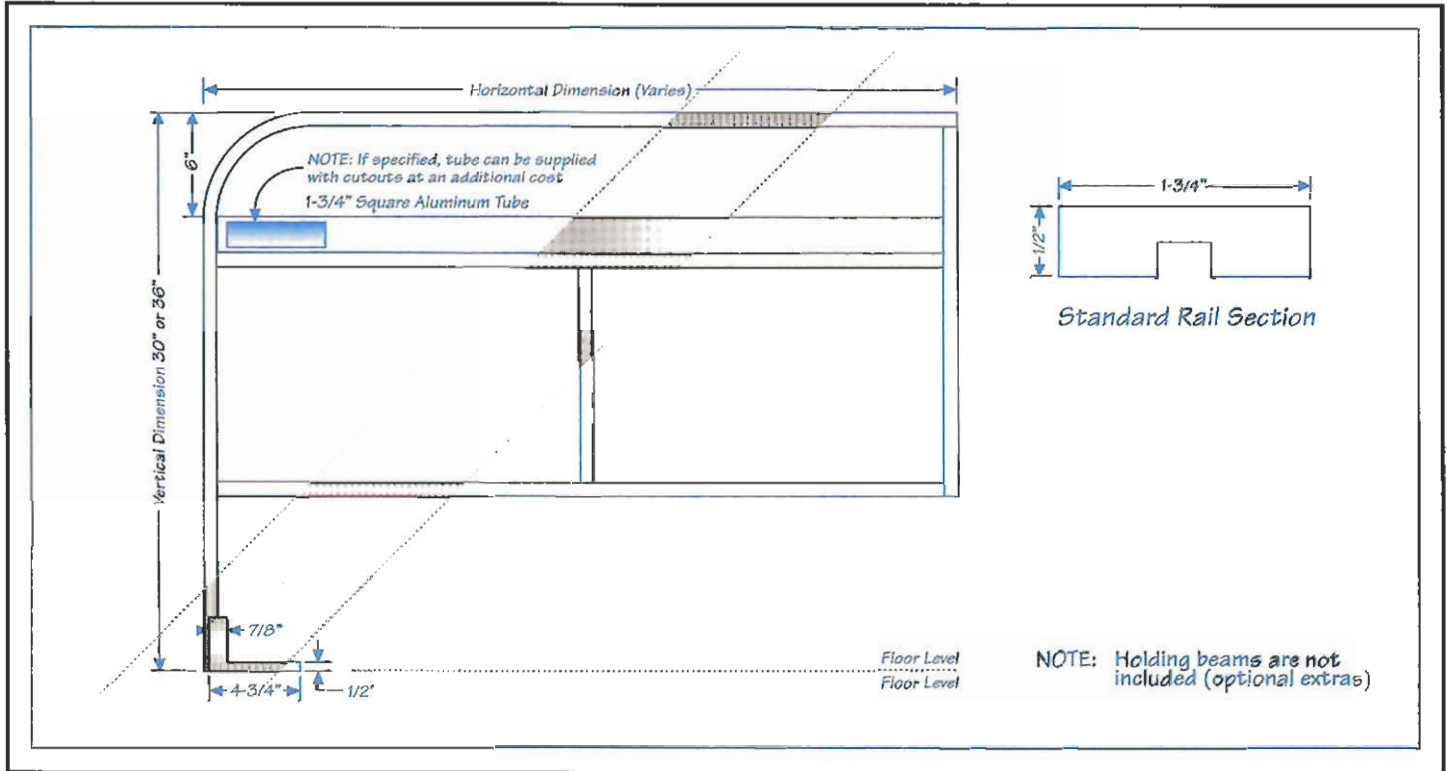 Horizontal Dimension (Varies)
6"
NOTE: If specified, tube can be supplied
with cutouts at an additional cost
1-3/4" Square Aluminum Tube
Vertical Dimension 30" or 36"
1-3/4"
1/2"
Standard Rail Section
7/8"
4-3/4"
1/2'
Floor Level
Floor Level
NOTE: Holding beams are not
included (optional extras)